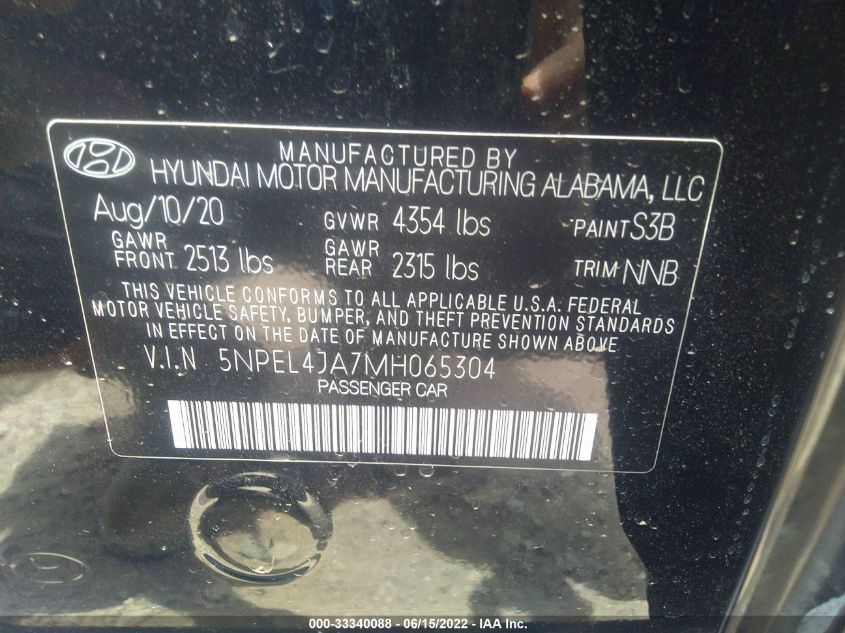 MANUFACTURED BY
HYUNDAI MOTOR MANUFACTURING ALABAMA, LLC
Aug/10/20 GVWR 4354 lbs PAINT S3B
GAWR FRONT 2513 lbs GAWR REAR 2315 lbs TRIM NNB
THIS VEHICLE CONFORMS TO ALL APPLICABLE U.S.A. FEDERAL
MOTOR VEHICLE SAFETY, BUMPER, AND THEFT PREVENTION STANDARDS
IN EFFECT ON THE DATE OF MANUFACTURE SHOWN ABOVE
V.I.N 5NPEL4JA7MH065304
PASSENGER CAR
000-33340088 - 06/15/2022 - IAA Inc.